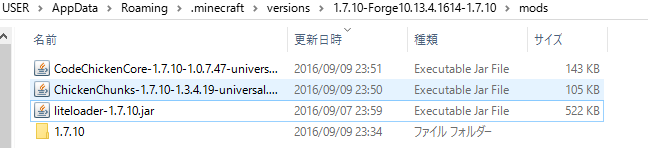 USER > AppData > Roaming > .minecraft > versions > 1.7.10-Forge10.13.4.1614-1.7.10 > mods
名前 更新日時 種類 サイズ
CodeChickenCore-1.7.10-1.0.7.47-univers... 2016/09/09 23:51 Executable Jar File 143 KB
ChickenChunks-1.7.10-1.3.4.19-universal.... 2016/09/09 23:50 Executable Jar File 105 KB
liteloader-1.7.10.jar 2016/09/07 23:59 Executable Jar File 522 KB
1.7.10 2016/09/09 23:34 ファイル フォルダー